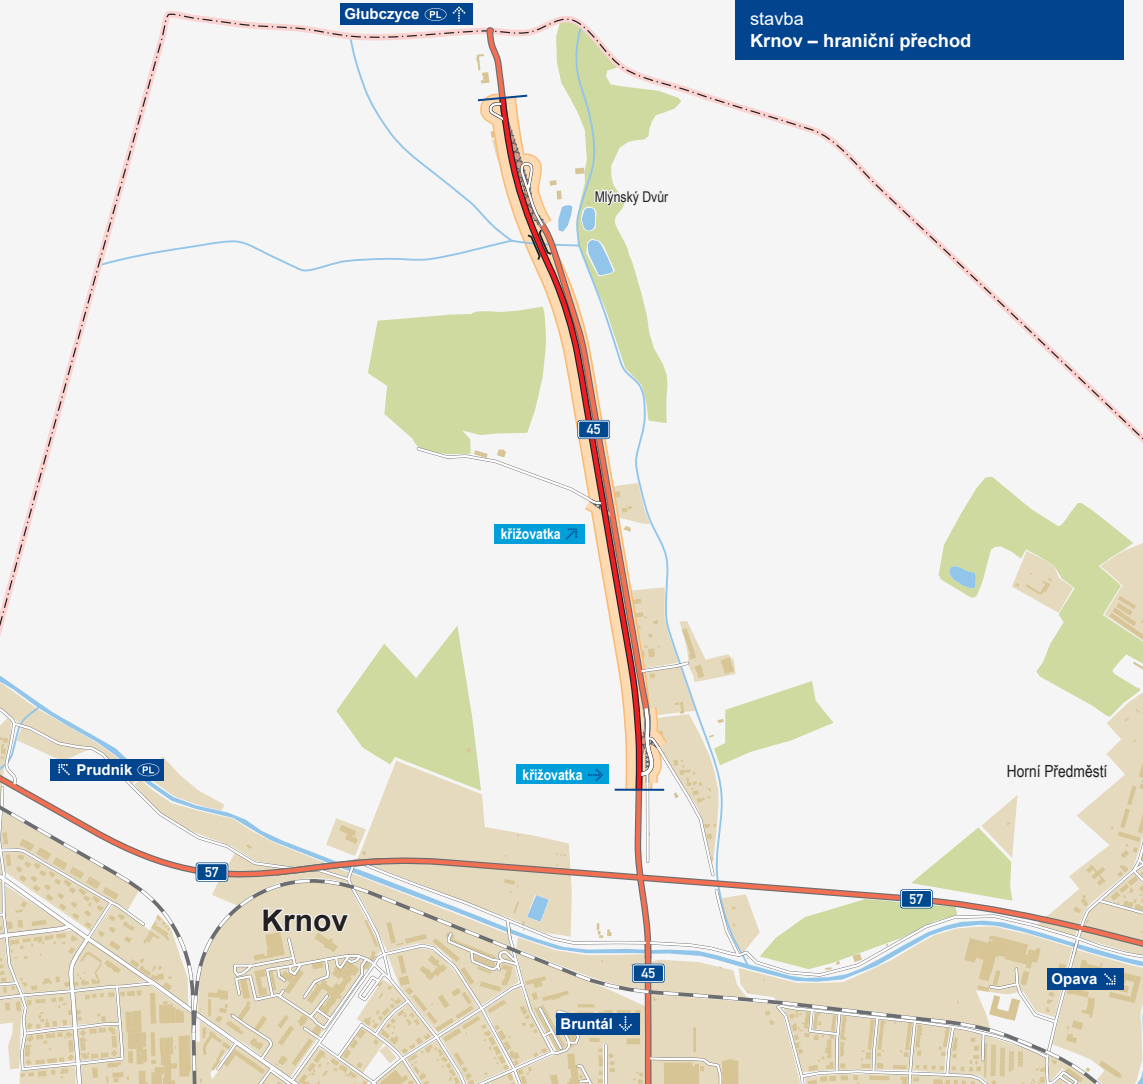 Głubczyce PL
stavba
Krnov – hraniční přechod
Mlýnský Dvůr
45
křižovatka
Prudnik PL
křižovatka
Horní Předměstí
57
57
Krnov
45
Opava
Bruntál